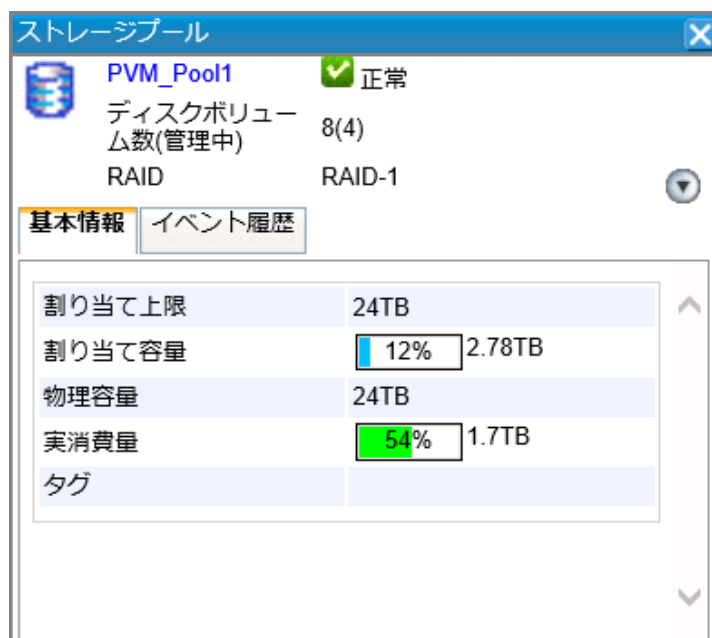 ストレージプール
PVM_Pool1 正常
ディスクボリュー
ム数(管理中) 8(4)
RAID RAID-1
基本情報 イベント履歴
割り当て上限 24TB
割り当て容量 12% 2.78TB
物理容量 24TB
実消費量 54% 1.7TB
タグ